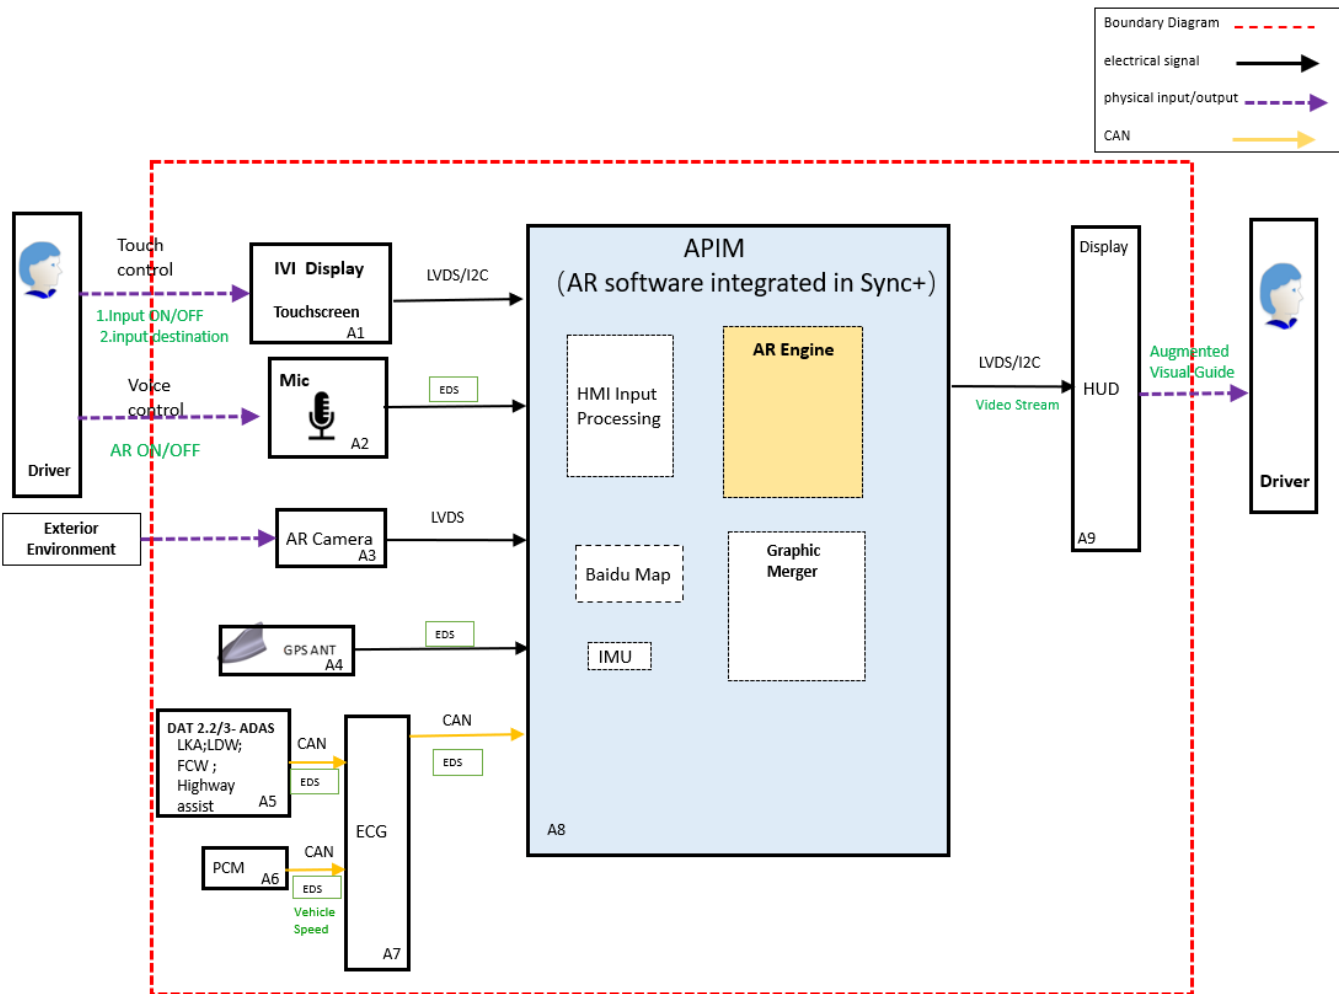 Boundary Diagram
electrical signal
physical input/output
CAN
Touch
control
1.Input ON/OFF
2.input destination
Voice
control
AR ON/OFF
Driver
Exterior
Environment
IVI Display
Touchscreen
A1
LVDS/I2C
Mic
A2
EDS
AR Camera
A3
LVDS
GPS ANT
A4
EDS
DAT 2.2/3- ADAS
LKA;LDW;
FCW ;
Highway
assist
A5
CAN
EDS
PCM
A6
CAN
EDS
Vehicle
Speed
ECG
A7
CAN
EDS
APIM
（AR software integrated in Sync+）
HMI Input
Processing
AR Engine
Baidu Map
Graphic
Merger
IMU
A8
LVDS/I2C
Video Stream
Display
HUD
A9
Augmented
Visual Guide
Driver